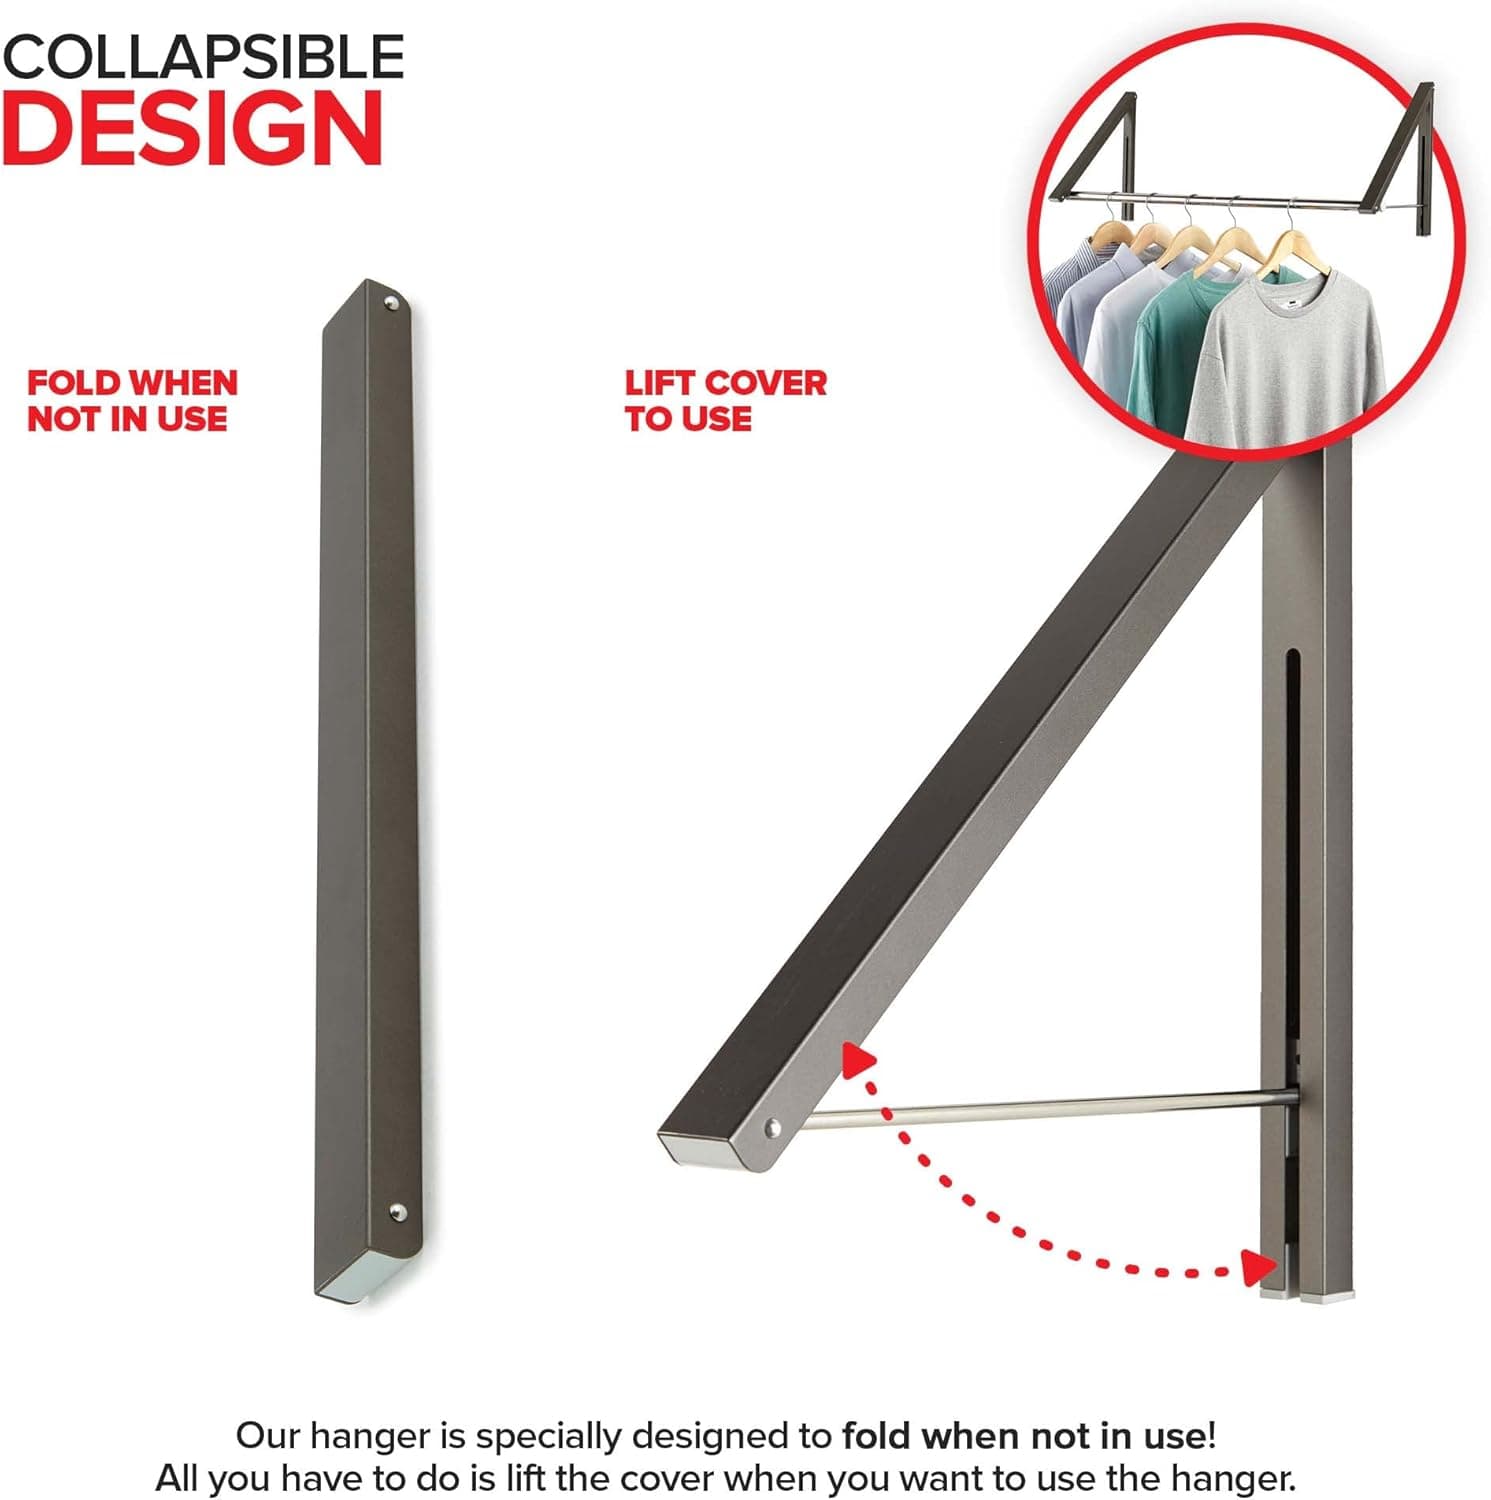 COLLAPSIBLE
DESIGN
FOLD WHEN
NOT IN USE
LIFT COVER
TO USE
Our hanger is specially designed to fold when not in use!
All you have to do is lift the cover when you want to use the hanger.